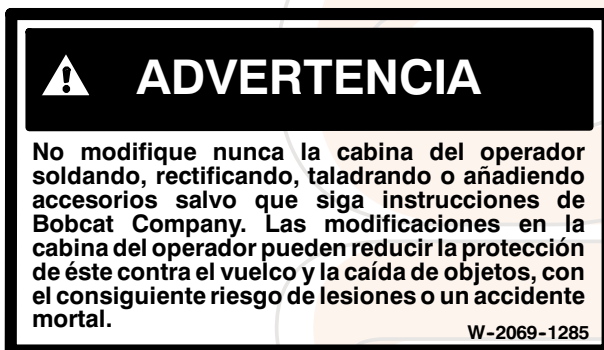 ADVERTENCIA
No modifique nunca la cabina del operador
soldando, rectificando, taladrando o añadiendo
accesorios salvo que siga instrucciones de
Bobcat Company. Las modificaciones en la
cabina del operador pueden reducir la protección
de éste contra el vuelco y la caída de objetos, con
el consiguiente riesgo de lesiones o un accidente
mortal.
W-2069-1285